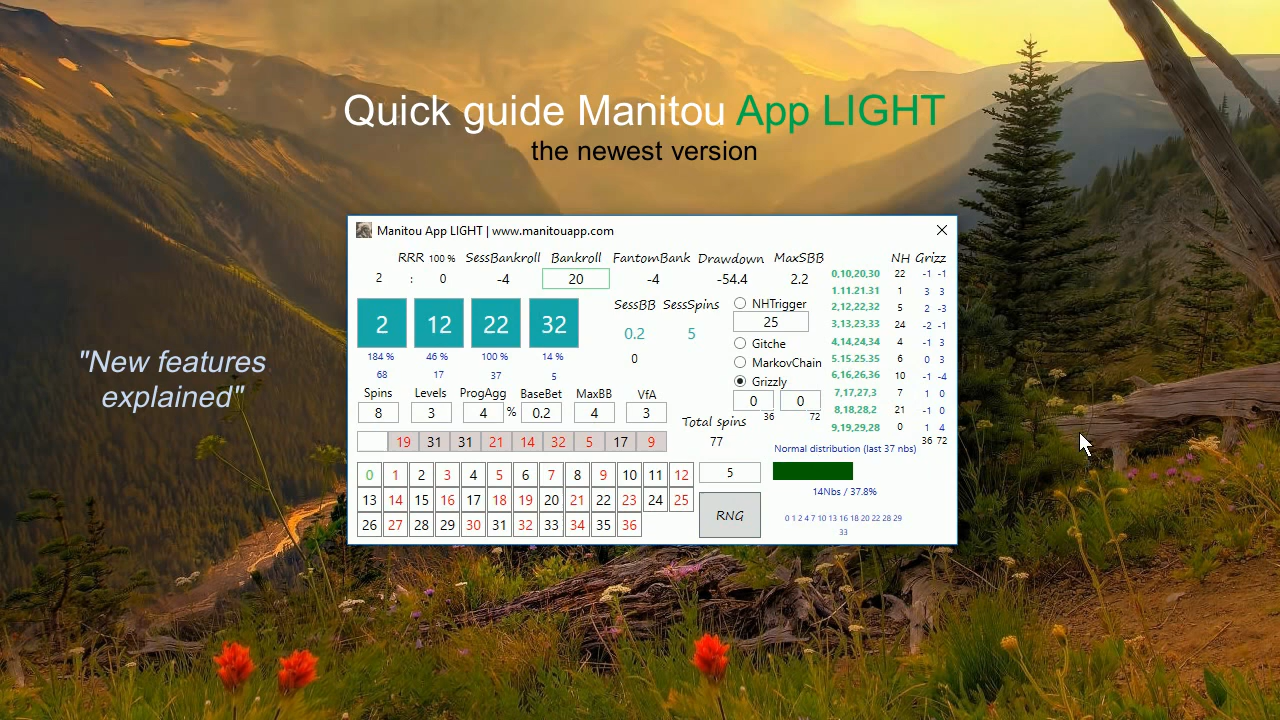 Quick guide Manitou App LIGHT
the newest version
"New features
explained"
Manitou App LIGHT | www.manitouapp.com
RRR 100 % SessBankroll Bankroll FantomBank Drawdown MaxSBB
2 : 0 -4 20 -4 -54.4 2.2
2 12 22 32
184 % 46 % 100 % 14 %
68 17 37 5
SessBB SessSpins
0.2 5
0
NHTrigger
25
Gitche
MarkovChain
Grizzly
0 0
36 72
NH Grizz
0,10,20,30 22 -1 -1
1.11.21.31 1 3 3
2,12,22,32 5 2 -3
3,13,23,33 24 -2 -1
4,14,24,34 4 -1 3
5.15.25.35 6 0 3
6,16,26,36 10 -1 -4
7,17,27,3 7 1 0
8,18,28,2 21 -1 0
9,19,29,28 0 1 4
36 72
Spins Levels ProgAgg BaseBet MaxBB VfA
8 3 4 % 0.2 4 3
Total spins
77
19 31 31 21 14 32 5 17 9
0 1 2 3 4 5 6 7 8 9 10 11 12
13 14 15 16 17 18 19 20 21 22 23 24 25
26 27 28 29 30 31 32 33 34 35 36
5
RNG
Normal distribution (last 37 nbs)
14Nbs / 37.8%
0 1 2 4 7 10 13 16 18 20 22 28 29
33